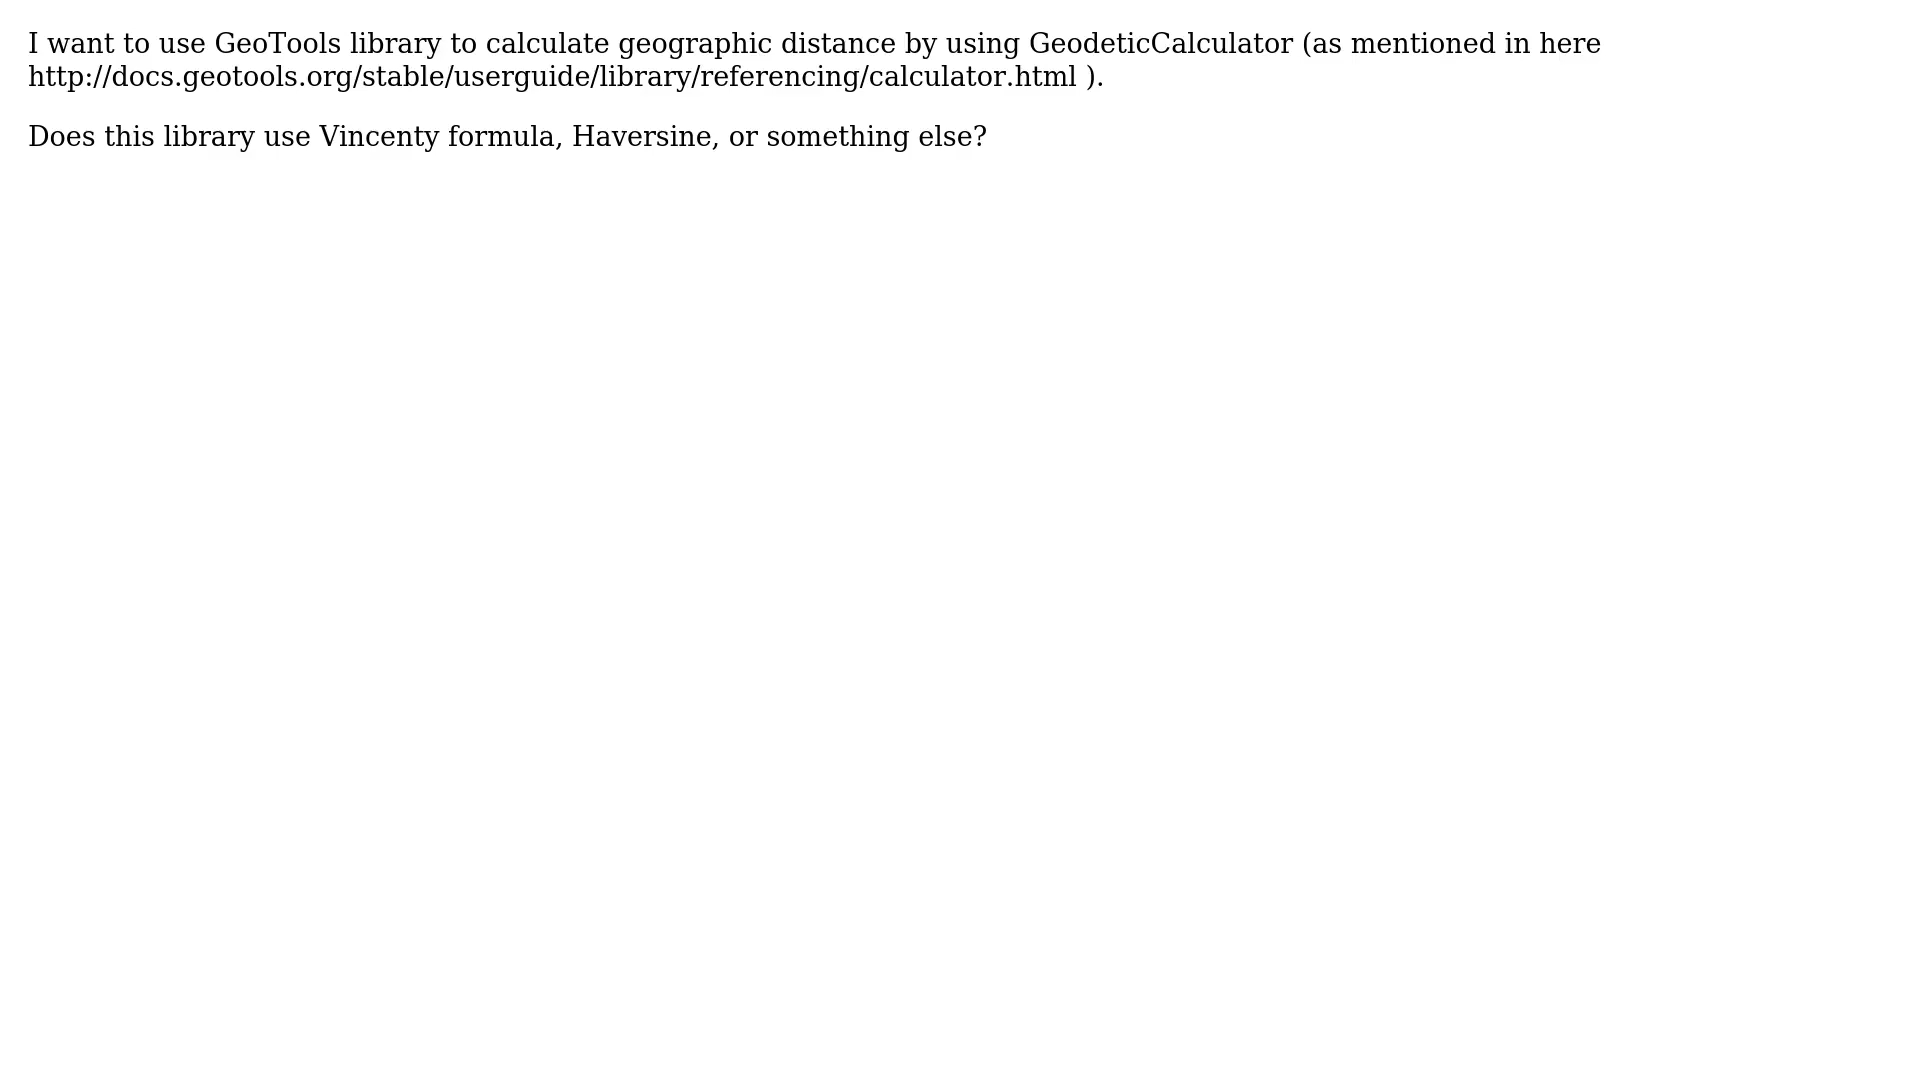 I want to use GeoTools library to calculate geographic distance by using GeodeticCalculator (as mentioned in here
http://docs.geotools.org/stable/userguide/library/referencing/calculator.html ).
Does this library use Vincenty formula, Haversine, or something else?